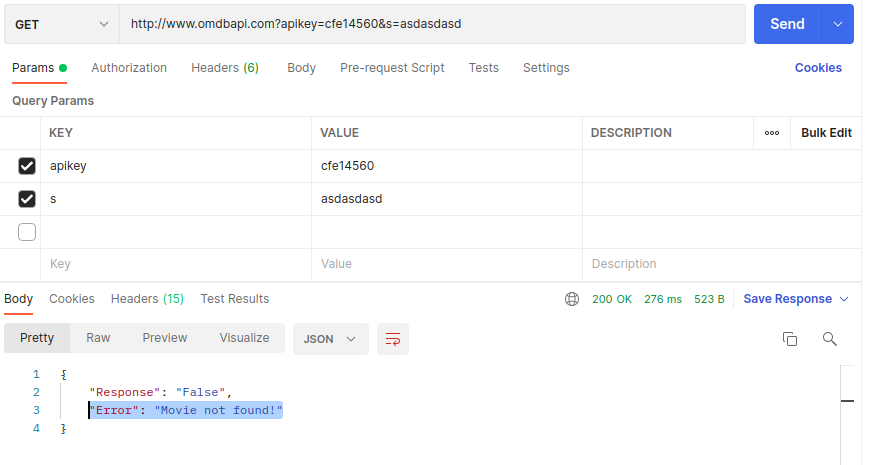 GET http://www.omdbapi.com?apikey=cfe14560&s=asdasdasd Send
Params Authorization Headers (6) Body Pre-request Script Tests Settings Cookies
Query Params
KEY VALUE DESCRIPTION Bulk Edit
apikey cfe14560
s asdasdasd
Key Value Description
Body Cookies Headers (15) Test Results 200 OK 276 ms 523 B Save Response
Pretty Raw Preview Visualize JSON
1 {
2 "Response": "False",
3 "Error": "Movie not found!"
4 }